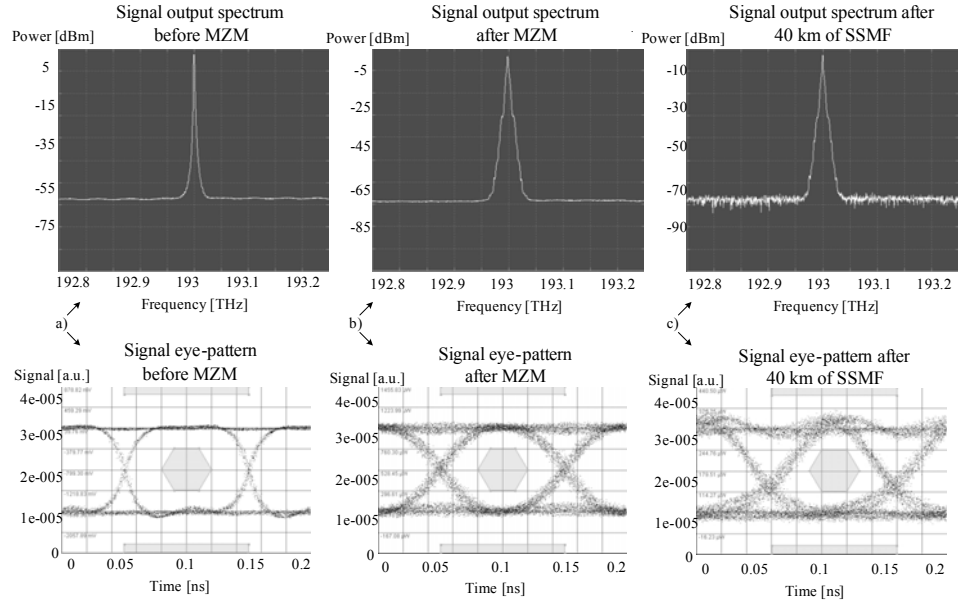 Signal output spectrum
before MZM
Power [dBm]
5
-15
-35
-55
-75
192.8 192.9 193 193.1 193.2
Frequency [THz]
a)
Signal output spectrum
after MZM
Power [dBm]
-5
-25
-45
-65
-85
192.8 192.9 193 193.1 193.2
Frequency [THz]
b)
Signal output spectrum after
40 km of SSMF
Power [dBm]
-10
-30
-50
-70
-90
192.8 192.9 193 193.1 193.2
Frequency [THz]
c)
Signal eye-pattern
before MZM
Signal [a.u.]
4e-005
3e-005
2e-005
1e-005
0
0 0.05 0.1 0.15 0.2
Time [ns]
Signal eye-pattern
after MZM
Signal [a.u.]
4e-005
3e-005
2e-005
1e-005
0
0 0.05 0.1 0.15 0.2
Time [ns]
Signal eye-pattern after
40 km of SSMF
Signal [a.u.]
4e-005
3e-005
2e-005
1e-005
0
0 0.05 0.1 0.15 0.2
Time [ns]